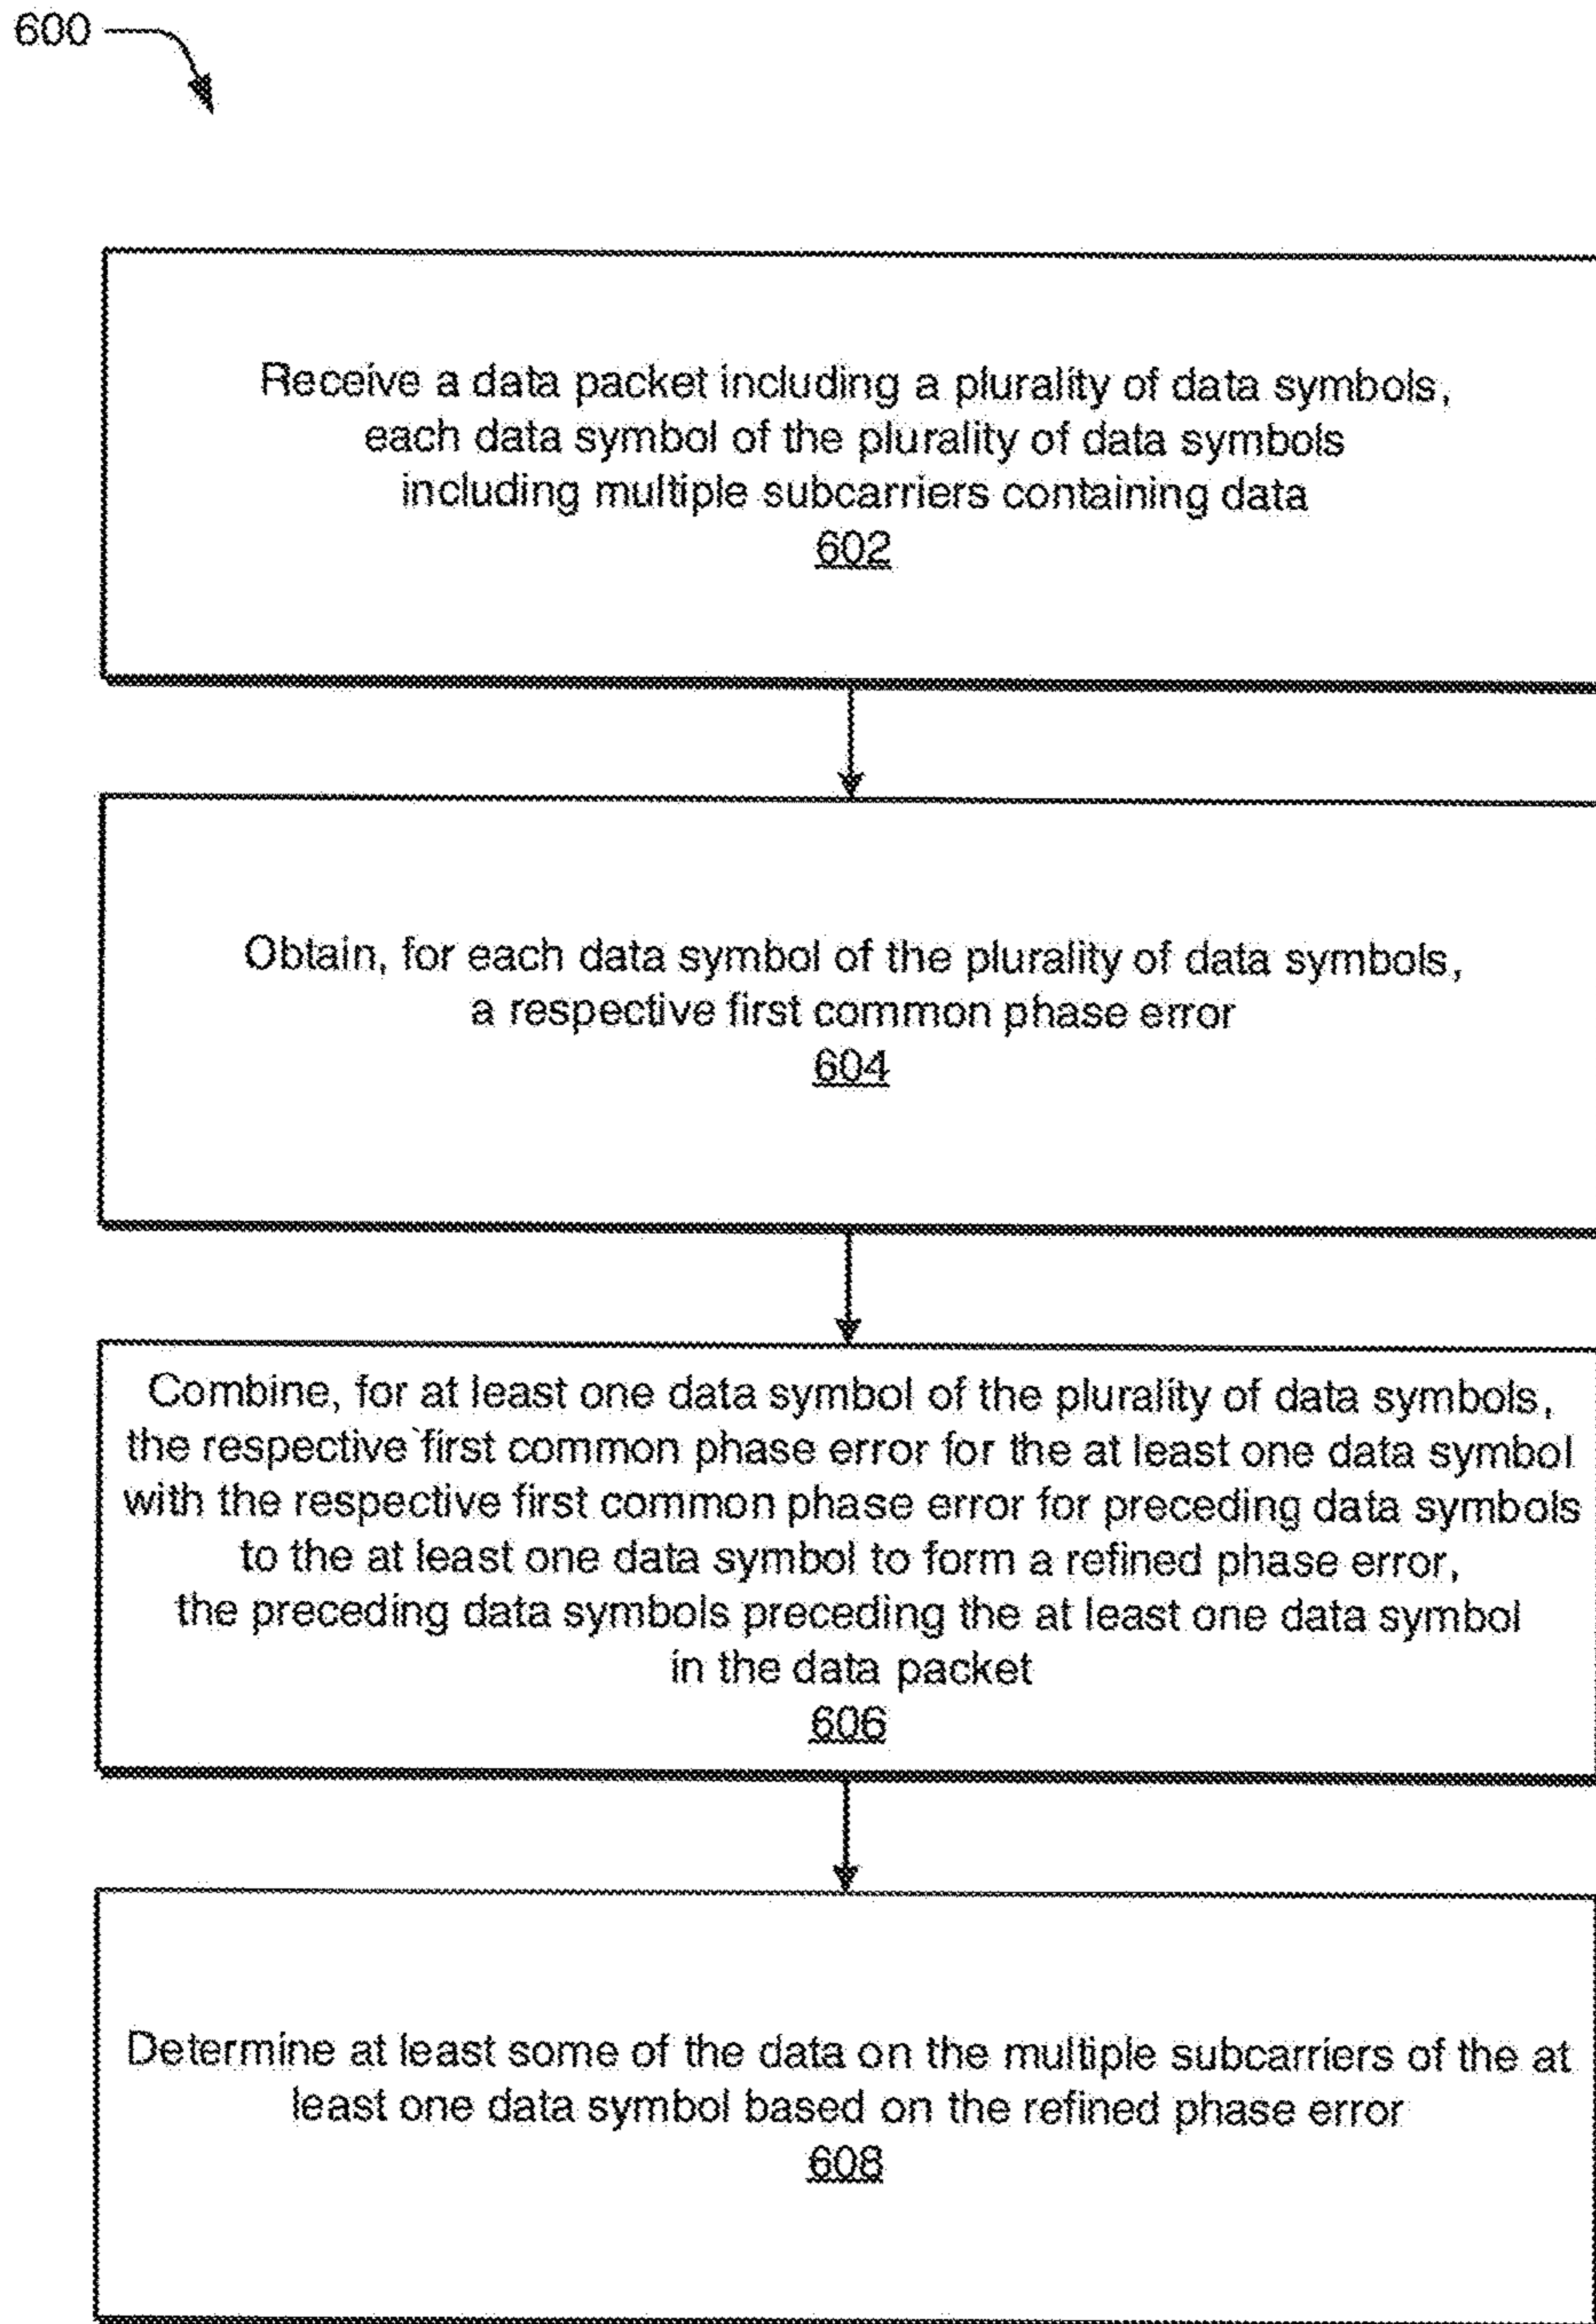 600
Receive a data packet including a plurality of data symbols,
each data symbol of the plurality of data symbols
including multiple subcarriers containing data
602
Obtain, for each data symbol of the plurality of data symbols,
a respective first common phase error
604
Combine, for at least one data symbol of the plurality of data symbols,
the respective first common phase error for the at least one data symbol
with the respective first common phase error for preceding data symbols
to the at least one data symbol to form a refined phase error,
the preceding data symbols preceding the at least one data symbol
in the data packet
606
Determine at least some of the data on the multiple subcarriers of the at
least one data symbol based on the refined phase error
608